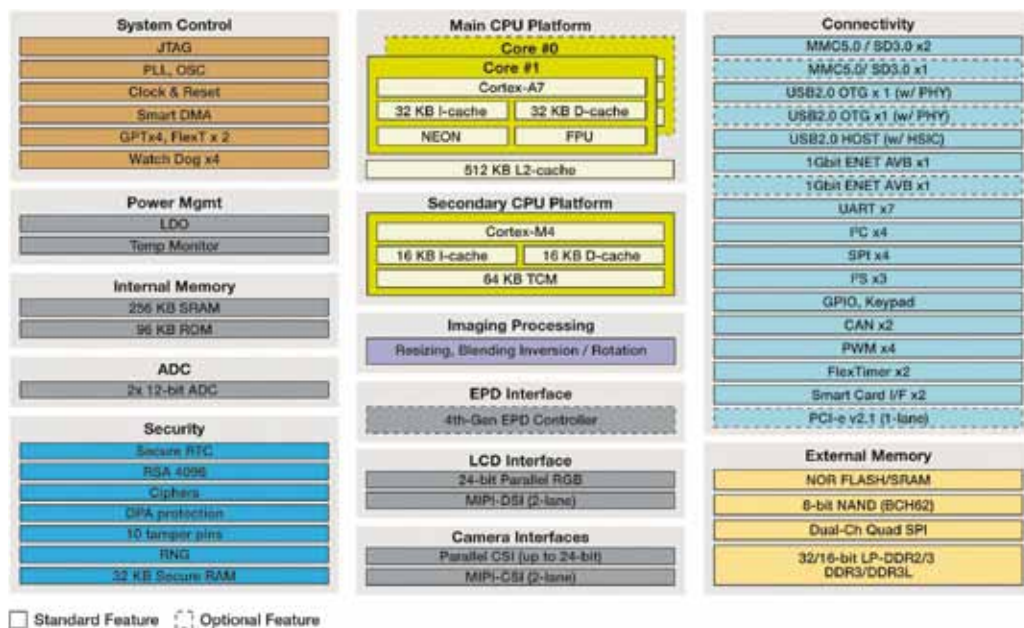 System Control
JTAG
PLL, OSC
Clock & Reset
Smart DMA
GPTx4, FlexT x 2
Watch Dog x4
Power Mgmt
LDO
Temp Monitor
Internal Memory
256 KB SRAM
96 KB ROM
ADC
2x 12-bit ADC
Security
Secure RTC
RSA 4096
Ciphers
DPA protection
10 tamper pins
RNG
32 KB Secure RAM
Main CPU Platform
Core #0
Core #1
Cortex-A7
32 KB I-cache 32 KB D-cache
NEON FPU
512 KB L2-cache
Secondary CPU Platform
Cortex-M4
16 KB I-cache 16 KB D-cache
64 KB TCM
Imaging Processing
Resizing, Blending Inversion / Rotation
EPD Interface
4th-Gen EPD Controller
LCD Interface
24-bit Parallel RGB
MIPI-DSI (2-lane)
Camera Interfaces
Parallel CSI (up to 24-bit)
MIPI-CSI (2-lane)
Connectivity
MMC5.0 / SD3.0 x2
MMC5.0/ SD3.0 x1
USB2.0 OTG x 1 (w/ PHY)
USB2.0 OTG x1 (w/ PHY)
USB2.0 HOST (w/ HSIC)
1Gbit ENET AVB x1
1Gbit ENET AVB x1
UART x7
I²C x4
SPI x4
I²S x3
GPIO, Keypad
CAN x2
PWM x4
FlexTimer x2
Smart Card I/F x2
PCI-e v2.1 (1-lane)
External Memory
NOR FLASH/SRAM
8-bit NAND (BCH62)
Dual-Ch Quad SPI
32/16-bit LP-DDR2/3
DDR3/DDR3L
Standard Feature Optional Feature